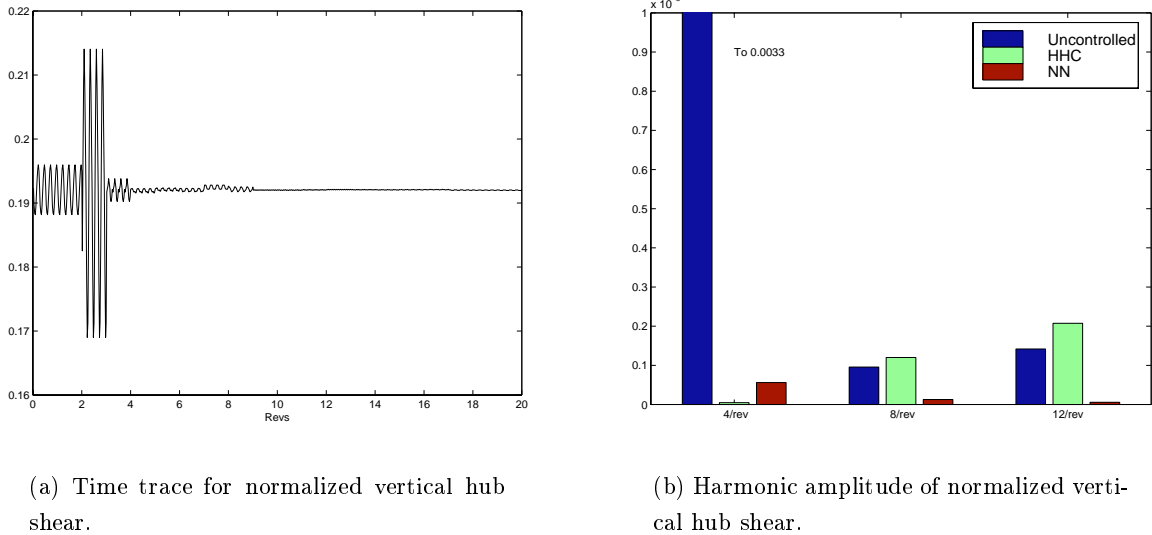 0.22
0.21
0.2
0.19
0.18
0.17
0.16
0 2 4 6 8 10 12 14 16 18 20
Revs
x 10
1
0.9
0.8
0.7
0.6
0.5
0.4
0.3
0.2
0.1
0
To 0.0033
Uncontrolled
HHC
NN
4/rev 8/rev 12/rev
(a) Time trace for normalized vertical hub
shear.
(b) Harmonic amplitude of normalized verti-
cal hub shear.